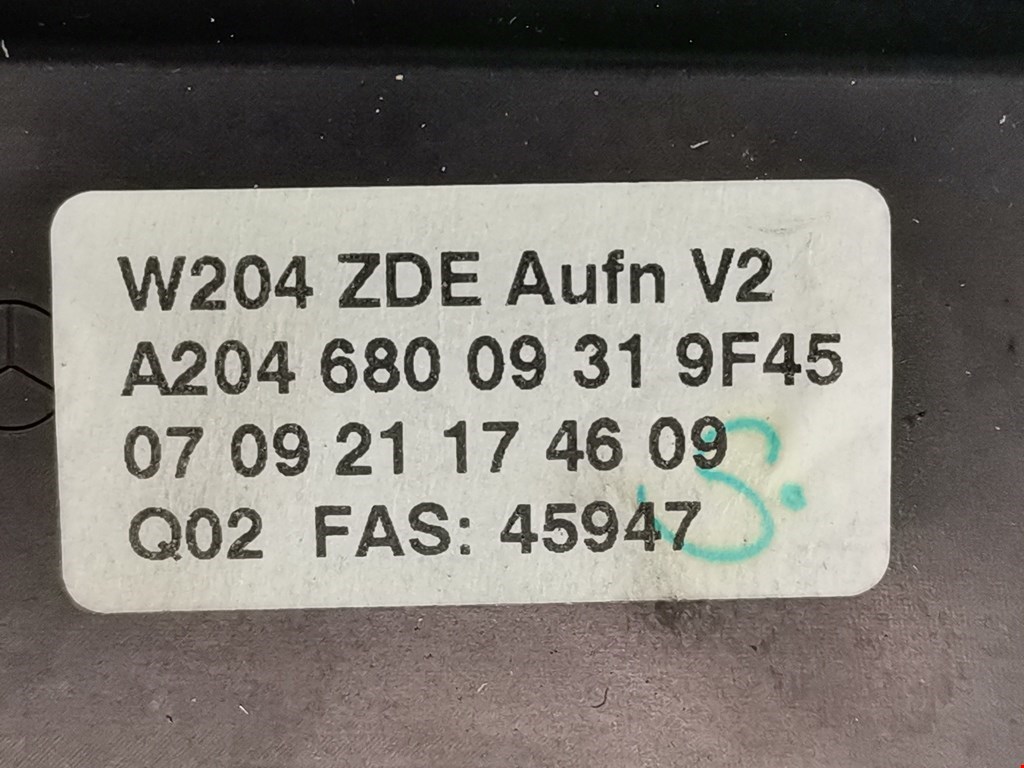 W204 ZDE Aufn V2
A204 680 09 31 9F45
07 09 21 17 46 09
Q02 FAS: 45947
S.